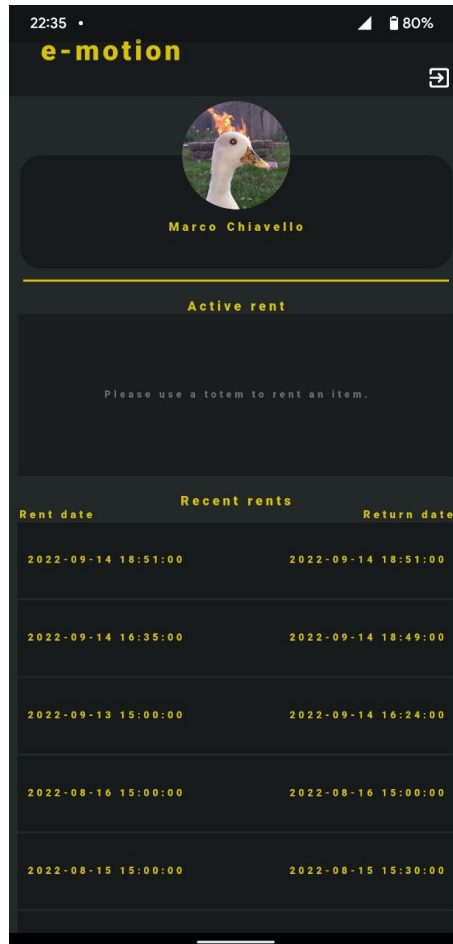 22:35
80%
e-motion
Marco Chiavello
Active rent
Please use a totem to rent an item.
Recent rents
Rent date Return date
2022-09-14 18:51:00 2022-09-14 18:51:00
2022-09-14 16:35:00 2022-09-14 18:49:00
2022-09-13 15:00:00 2022-09-14 16:24:00
2022-08-16 15:00:00 2022-08-16 15:00:00
2022-08-15 15:00:00 2022-08-15 15:30:00